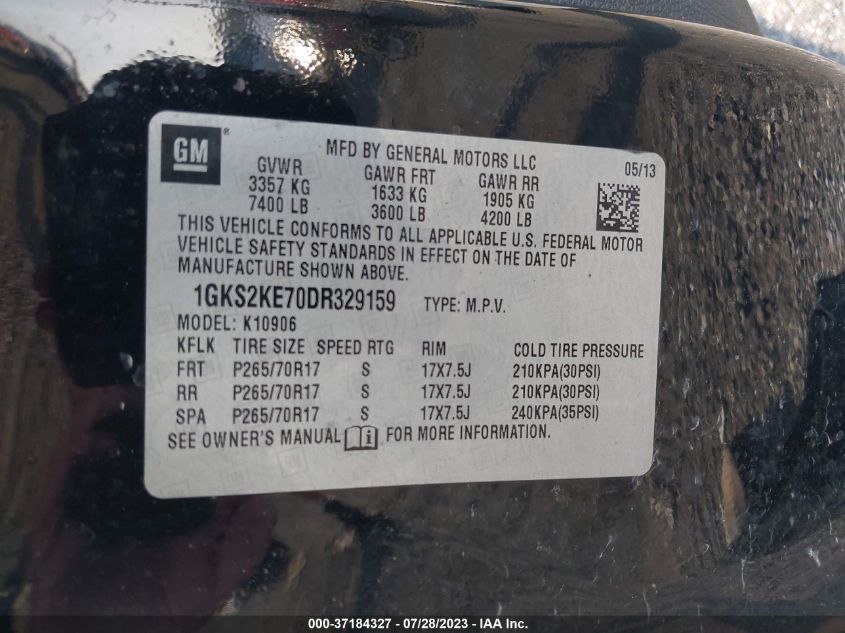 GM
MFD BY GENERAL MOTORS LLC
05/13
GVWR GAWR FRT GAWR RR
3357 KG 1633 KG 1905 KG
7400 LB 3600 LB 4200 LB
THIS VEHICLE CONFORMS TO ALL APPLICABLE U.S. FEDERAL MOTOR
VEHICLE SAFETY STANDARDS IN EFFECT ON THE DATE OF
MANUFACTURE SHOWN ABOVE.
1GKS2KE70DR329159 TYPE: M.P.V.
MODEL: K10906
KFLK TIRE SIZE SPEED RTG RIM COLD TIRE PRESSURE
FRT P265/70R17 S 17X7.5J 210KPA(30PSI)
RR P265/70R17 S 17X7.5J 210KPA(30PSI)
SPA P265/70R17 S 17X7.5J 240KPA(35PSI)
SEE OWNER'S MANUAL i FOR MORE INFORMATION.
000-37184327 - 07/28/2023 - © IAA Inc.